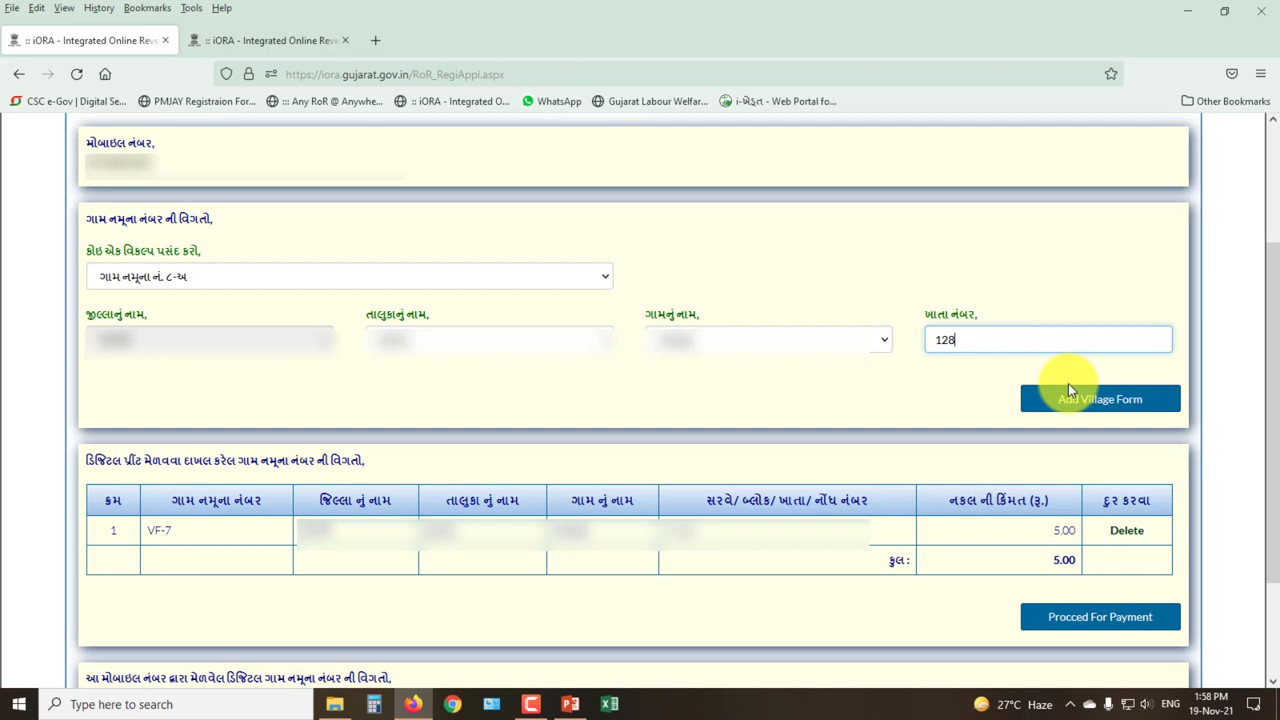 File Edit View History Bookmarks Tools Help
:: iORA - Integrated Online Reve :: iORA - Integrated Online Reve
https://iora.gujarat.gov.in/RoR_RegiAppl.aspx
CSC e-Gov | Digital Se... PMJAY Registraion For... ::: Any RoR @ Anywhe... :: iORA - Integrated O... WhatsApp Gujarat Labour Welfar... i-ખેડૂત - Web Portal fo... Other Bookmarks
મોબાઇલ નંબર,
ગામ નમૂના નંબર ની વિગતો,
કોઇ એક વિકલ્પ પસંદ કરો,
ગામ નમૂના નં. ૮-અ
જીલ્લાનું નામ, તાલુકાનું નામ, ગામનું નામ, ખાતા નંબર,
128
Add Village Form
ડિજિટલ પ્રીંટ મેળવવા દાખલ કરેલ ગામ નમૂના નંબર ની વિગતો,
ક્રમ ગામ નમૂના નંબર જિલ્લા નું નામ તાલુકા નું નામ ગામ નું નામ સરવે/ બ્લોક/ ખાતા/ નોંધ નંબર નકલ ની કિંમત (રૂ.) દુર કરવા
1 VF-7 5.00 Delete
કુલ : 5.00
Procced For Payment
આ મોબાઇલ નંબર દ્વારા મેળવેલ ડિજિટલ ગામ નમૂના નંબર ની વિગતો,
Type here to search 27°C Haze ENG 1:58 PM
19-Nov-21